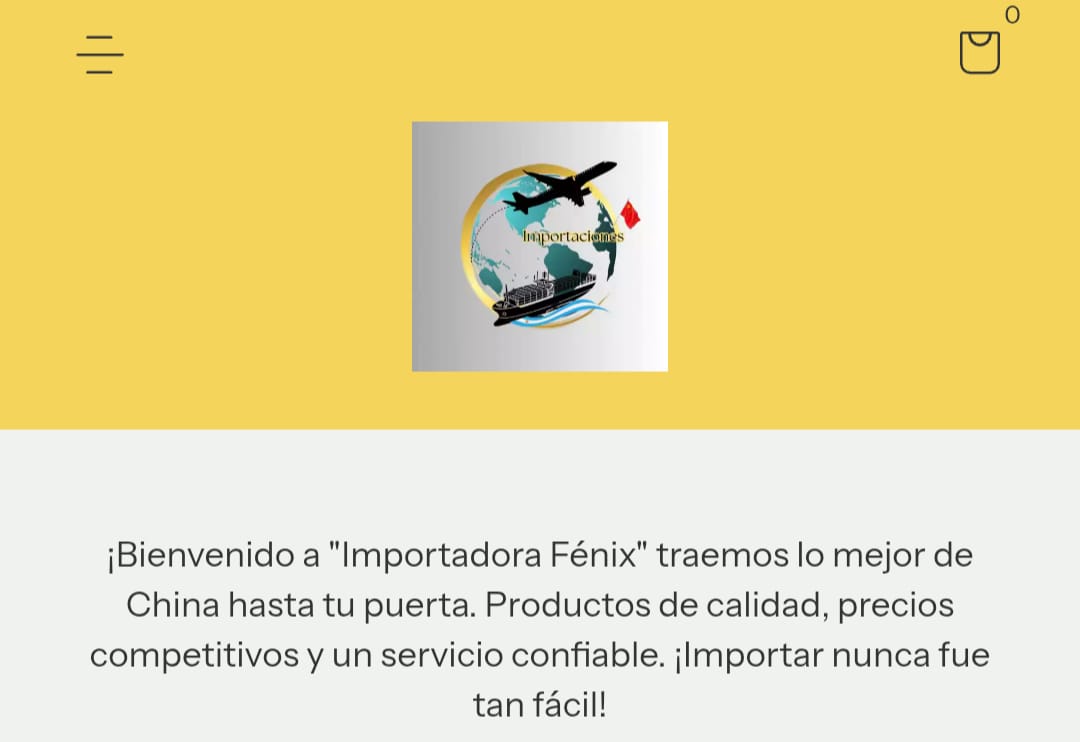 0
Importaciones
¡Bienvenido a "Importadora Fénix" traemos lo mejor de
China hasta tu puerta. Productos de calidad, precios
competitivos y un servicio confiable. ¡Importar nunca fue
tan fácil!